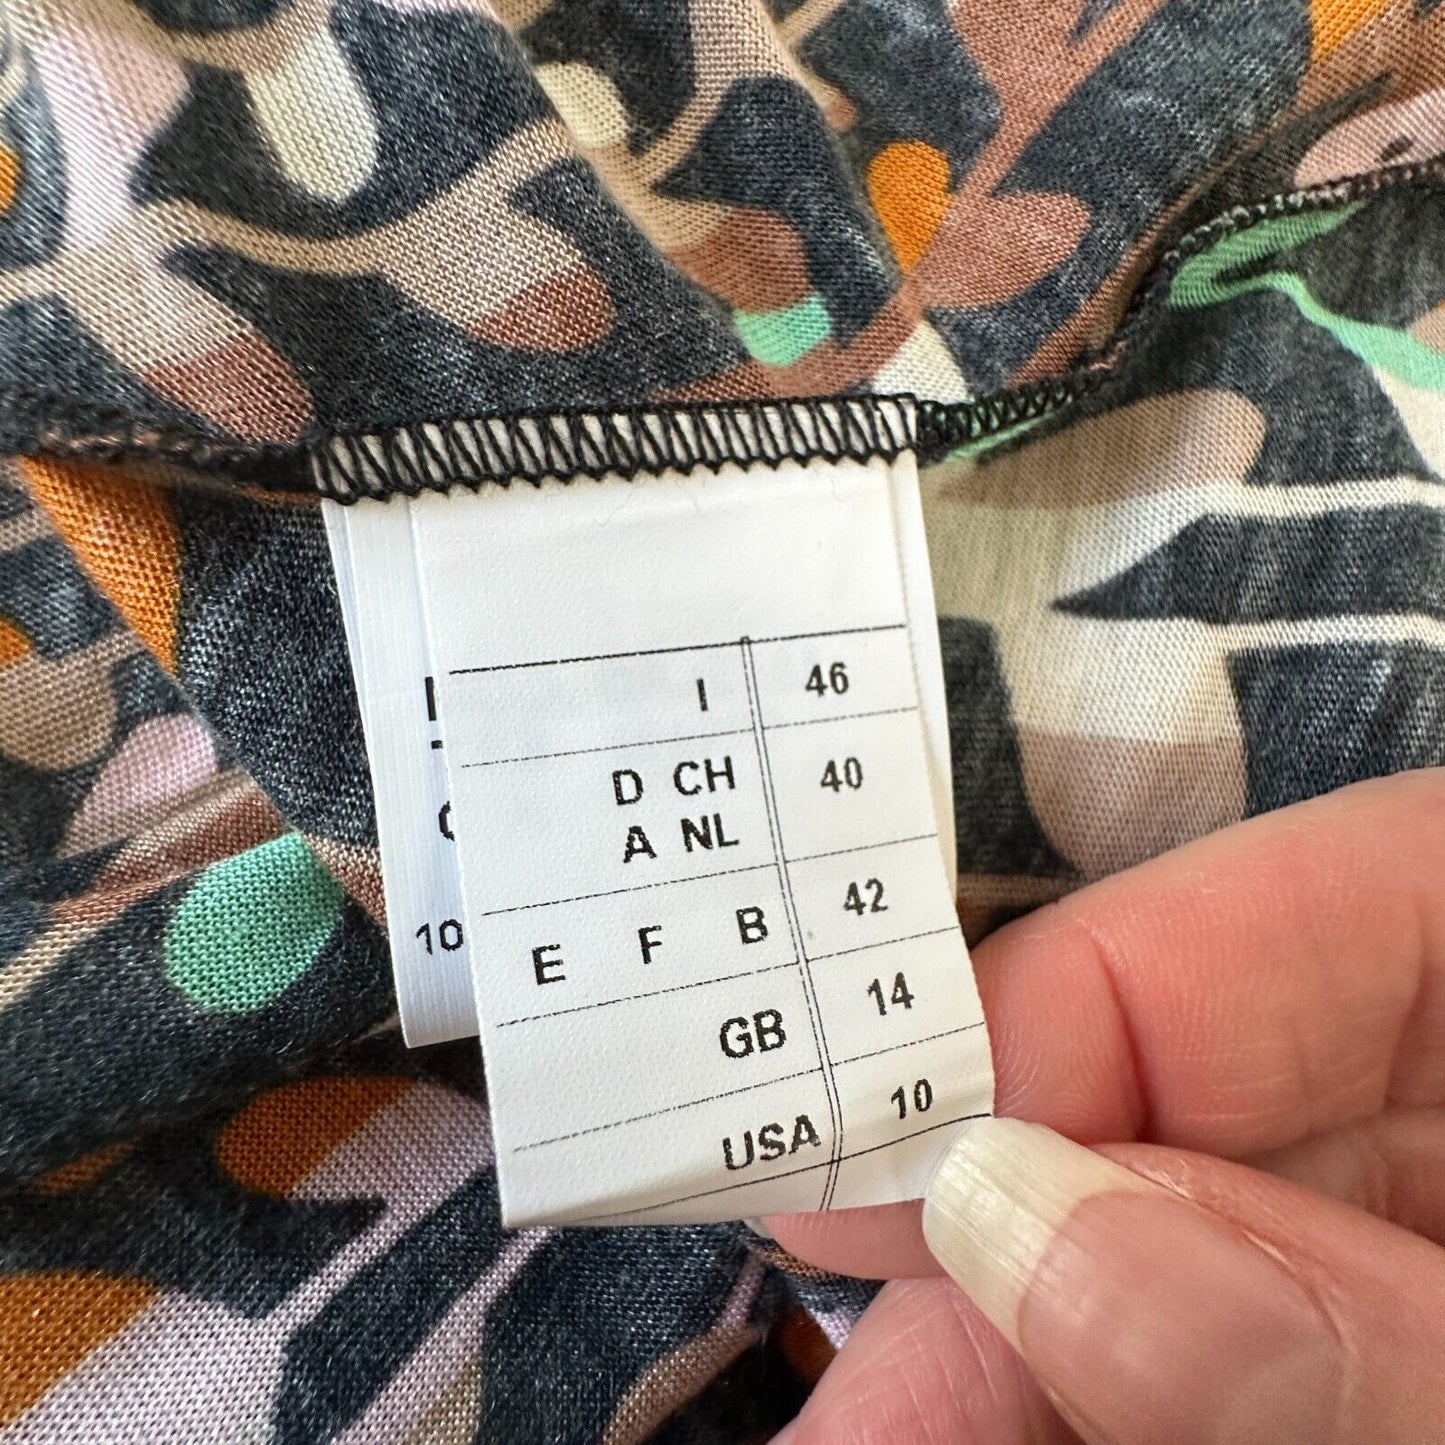 I 46
D CH 40
A NL
E F B 42
GB 14
USA 10
10